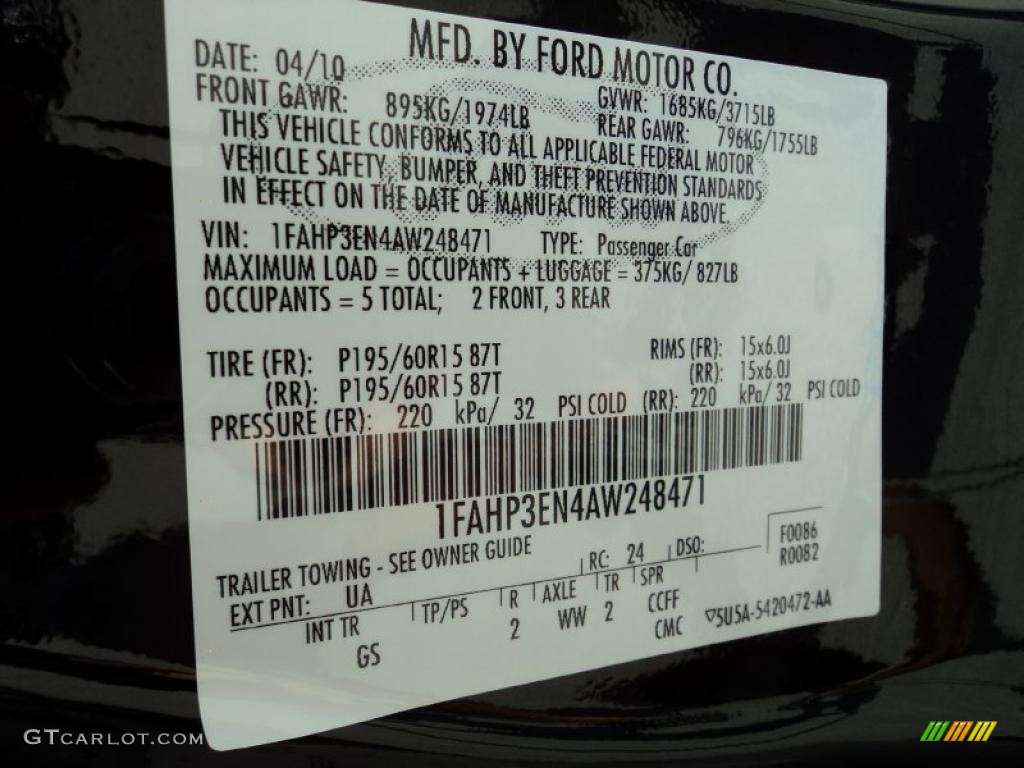 MFD. BY FORD MOTOR CO.
DATE: 04/10
GVWR: 1685KG/3715LB
FRONT GAWR: 895KG/1974LB
REAR GAWR: 796KG/1755LB
THIS VEHICLE CONFORMS TO ALL APPLICABLE FEDERAL MOTOR
VEHICLE SAFETY, BUMPER, AND THEFT PREVENTION STANDARDS
IN EFFECT ON THE DATE OF MANUFACTURE SHOWN ABOVE.
VIN: 1FAHP3EN4AW248471 TYPE: Passenger Car
MAXIMUM LOAD = OCCUPANTS + LUGGAGE = 375KG/ 827LB
OCCUPANTS = 5 TOTAL; 2 FRONT, 3 REAR
TIRE (FR): P195/60R15 87T RIMS (FR): 15x6.0J
(RR): P195/60R15 87T (RR): 15x6.0J
PRESSURE (FR): 220 kPa/ 32 PSI COLD (RR): 220 kPa/ 32 PSI COLD
1FAHP3EN4AW248471
TRAILER TOWING - SEE OWNER GUIDE
F0086
EXT PNT: UA RC: 24 DSO: R0082
INT TR TP/PS R AXLE TR SPR
GS 2 WW 2 CCFF
CMC ▽5U5A-5420472-AA
GTCARLOT.COM